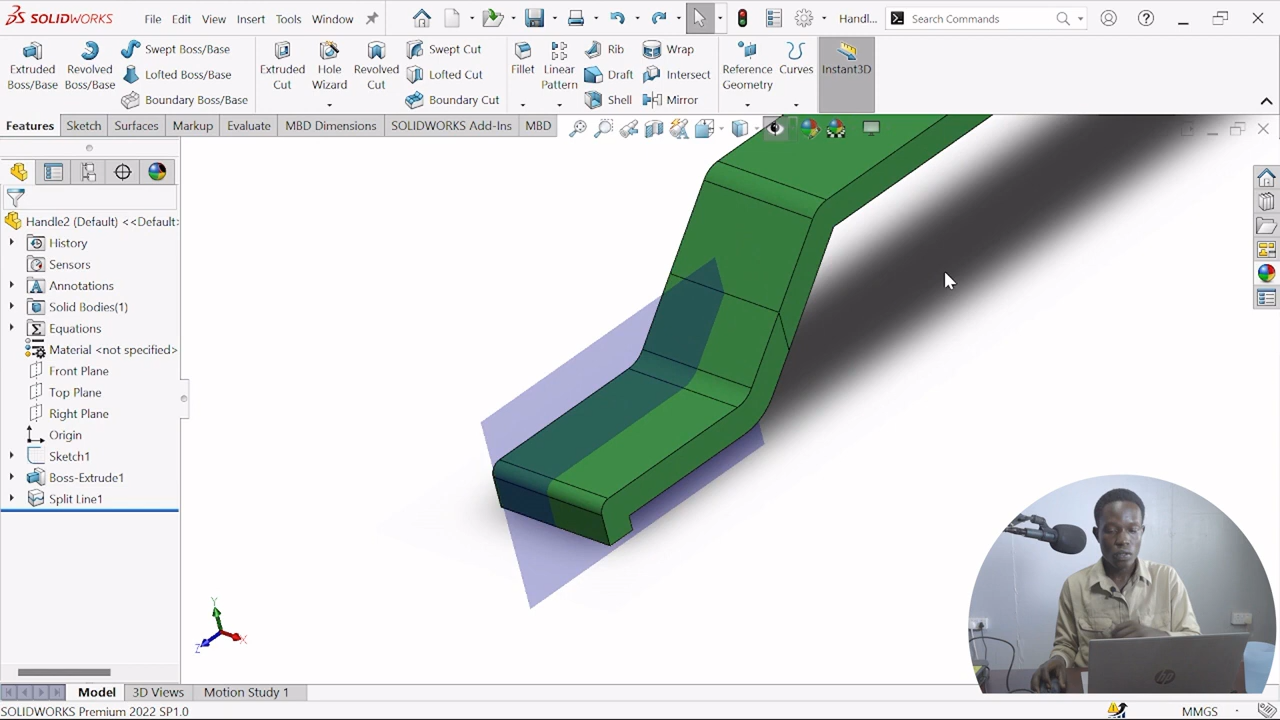 SOLIDWORKS File Edit View Insert Tools Window Handl... Search Commands
Extruded Boss/Base
Revolved Boss/Base
Swept Boss/Base
Lofted Boss/Base
Boundary Boss/Base
Extruded Cut
Hole Wizard
Revolved Cut
Swept Cut
Lofted Cut
Boundary Cut
Fillet
Linear Pattern
Rib
Draft
Shell
Wrap
Intersect
Mirror
Reference Geometry
Curves
Instant3D
Features Sketch Surfaces Markup Evaluate MBD Dimensions SOLIDWORKS Add-Ins MBD
Handle2 (Default) <<Default:
History
Sensors
Annotations
Solid Bodies(1)
Equations
Material <not specified>
Front Plane
Top Plane
Right Plane
Origin
Sketch1
Boss-Extrude1
Split Line1
Y
Z X
hp
Model 3D Views Motion Study 1
SOLIDWORKS Premium 2022 SP1.0 MMGS